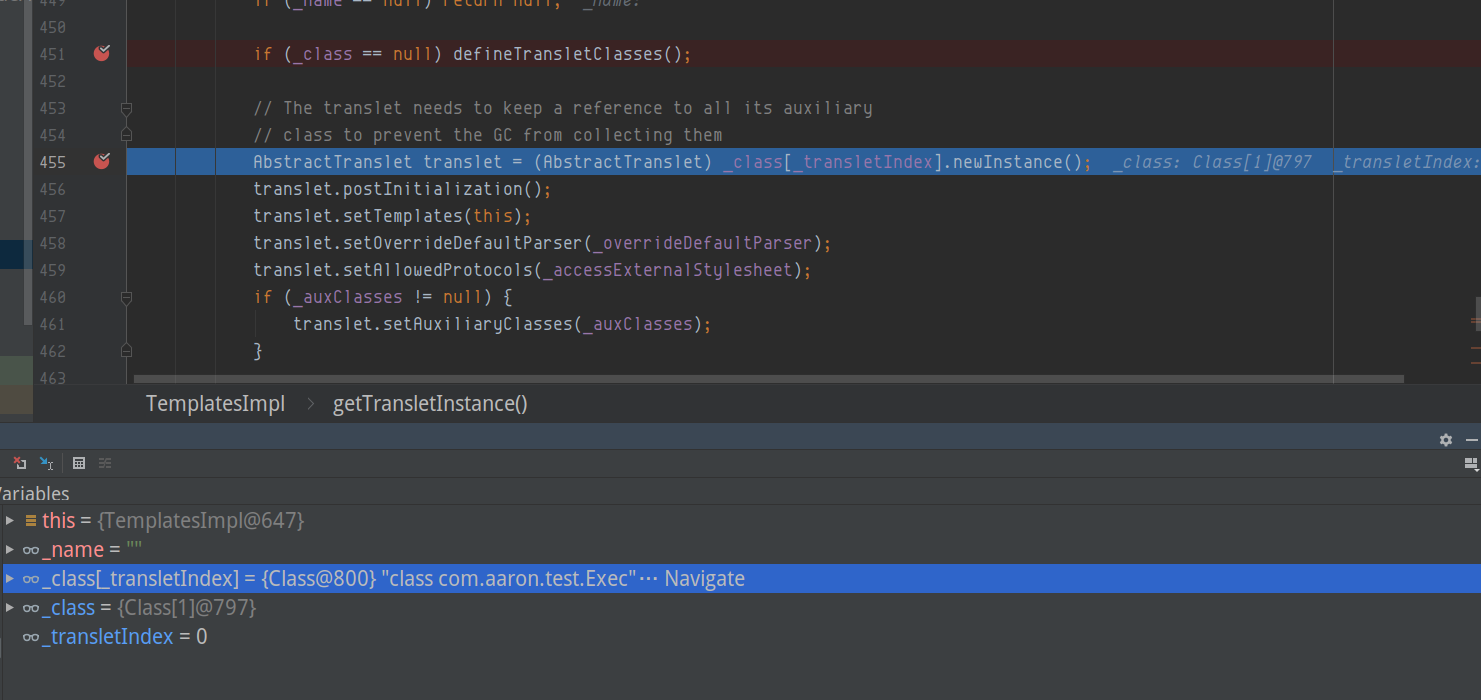 449 if (_name == null) return null; _name:
450
451 if (_class == null) defineTransletClasses();
452
453 // The translet needs to keep a reference to all its auxiliary
454 // class to prevent the GC from collecting them
455 AbstractTranslet translet = (AbstractTranslet) _class[_transletIndex].newInstance(); _class: Class[1]@797 _transletIndex:
456 translet.postInitialization();
457 translet.setTemplates(this);
458 translet.setOverrideDefaultParser(_overrideDefaultParser);
459 translet.setAllowedProtocols(_accessExternalStylesheet);
460 if (_auxClasses != null) {
461 translet.setAuxiliaryClasses(_auxClasses);
462 }
463
TemplatesImpl > getTransletInstance()
Variables
this = {TemplatesImpl@647}
_name = ""
_class[_transletIndex] = {Class@800} "class com.aaron.test.Exec"… Navigate
_class = {Class[1]@797}
_transletIndex = 0